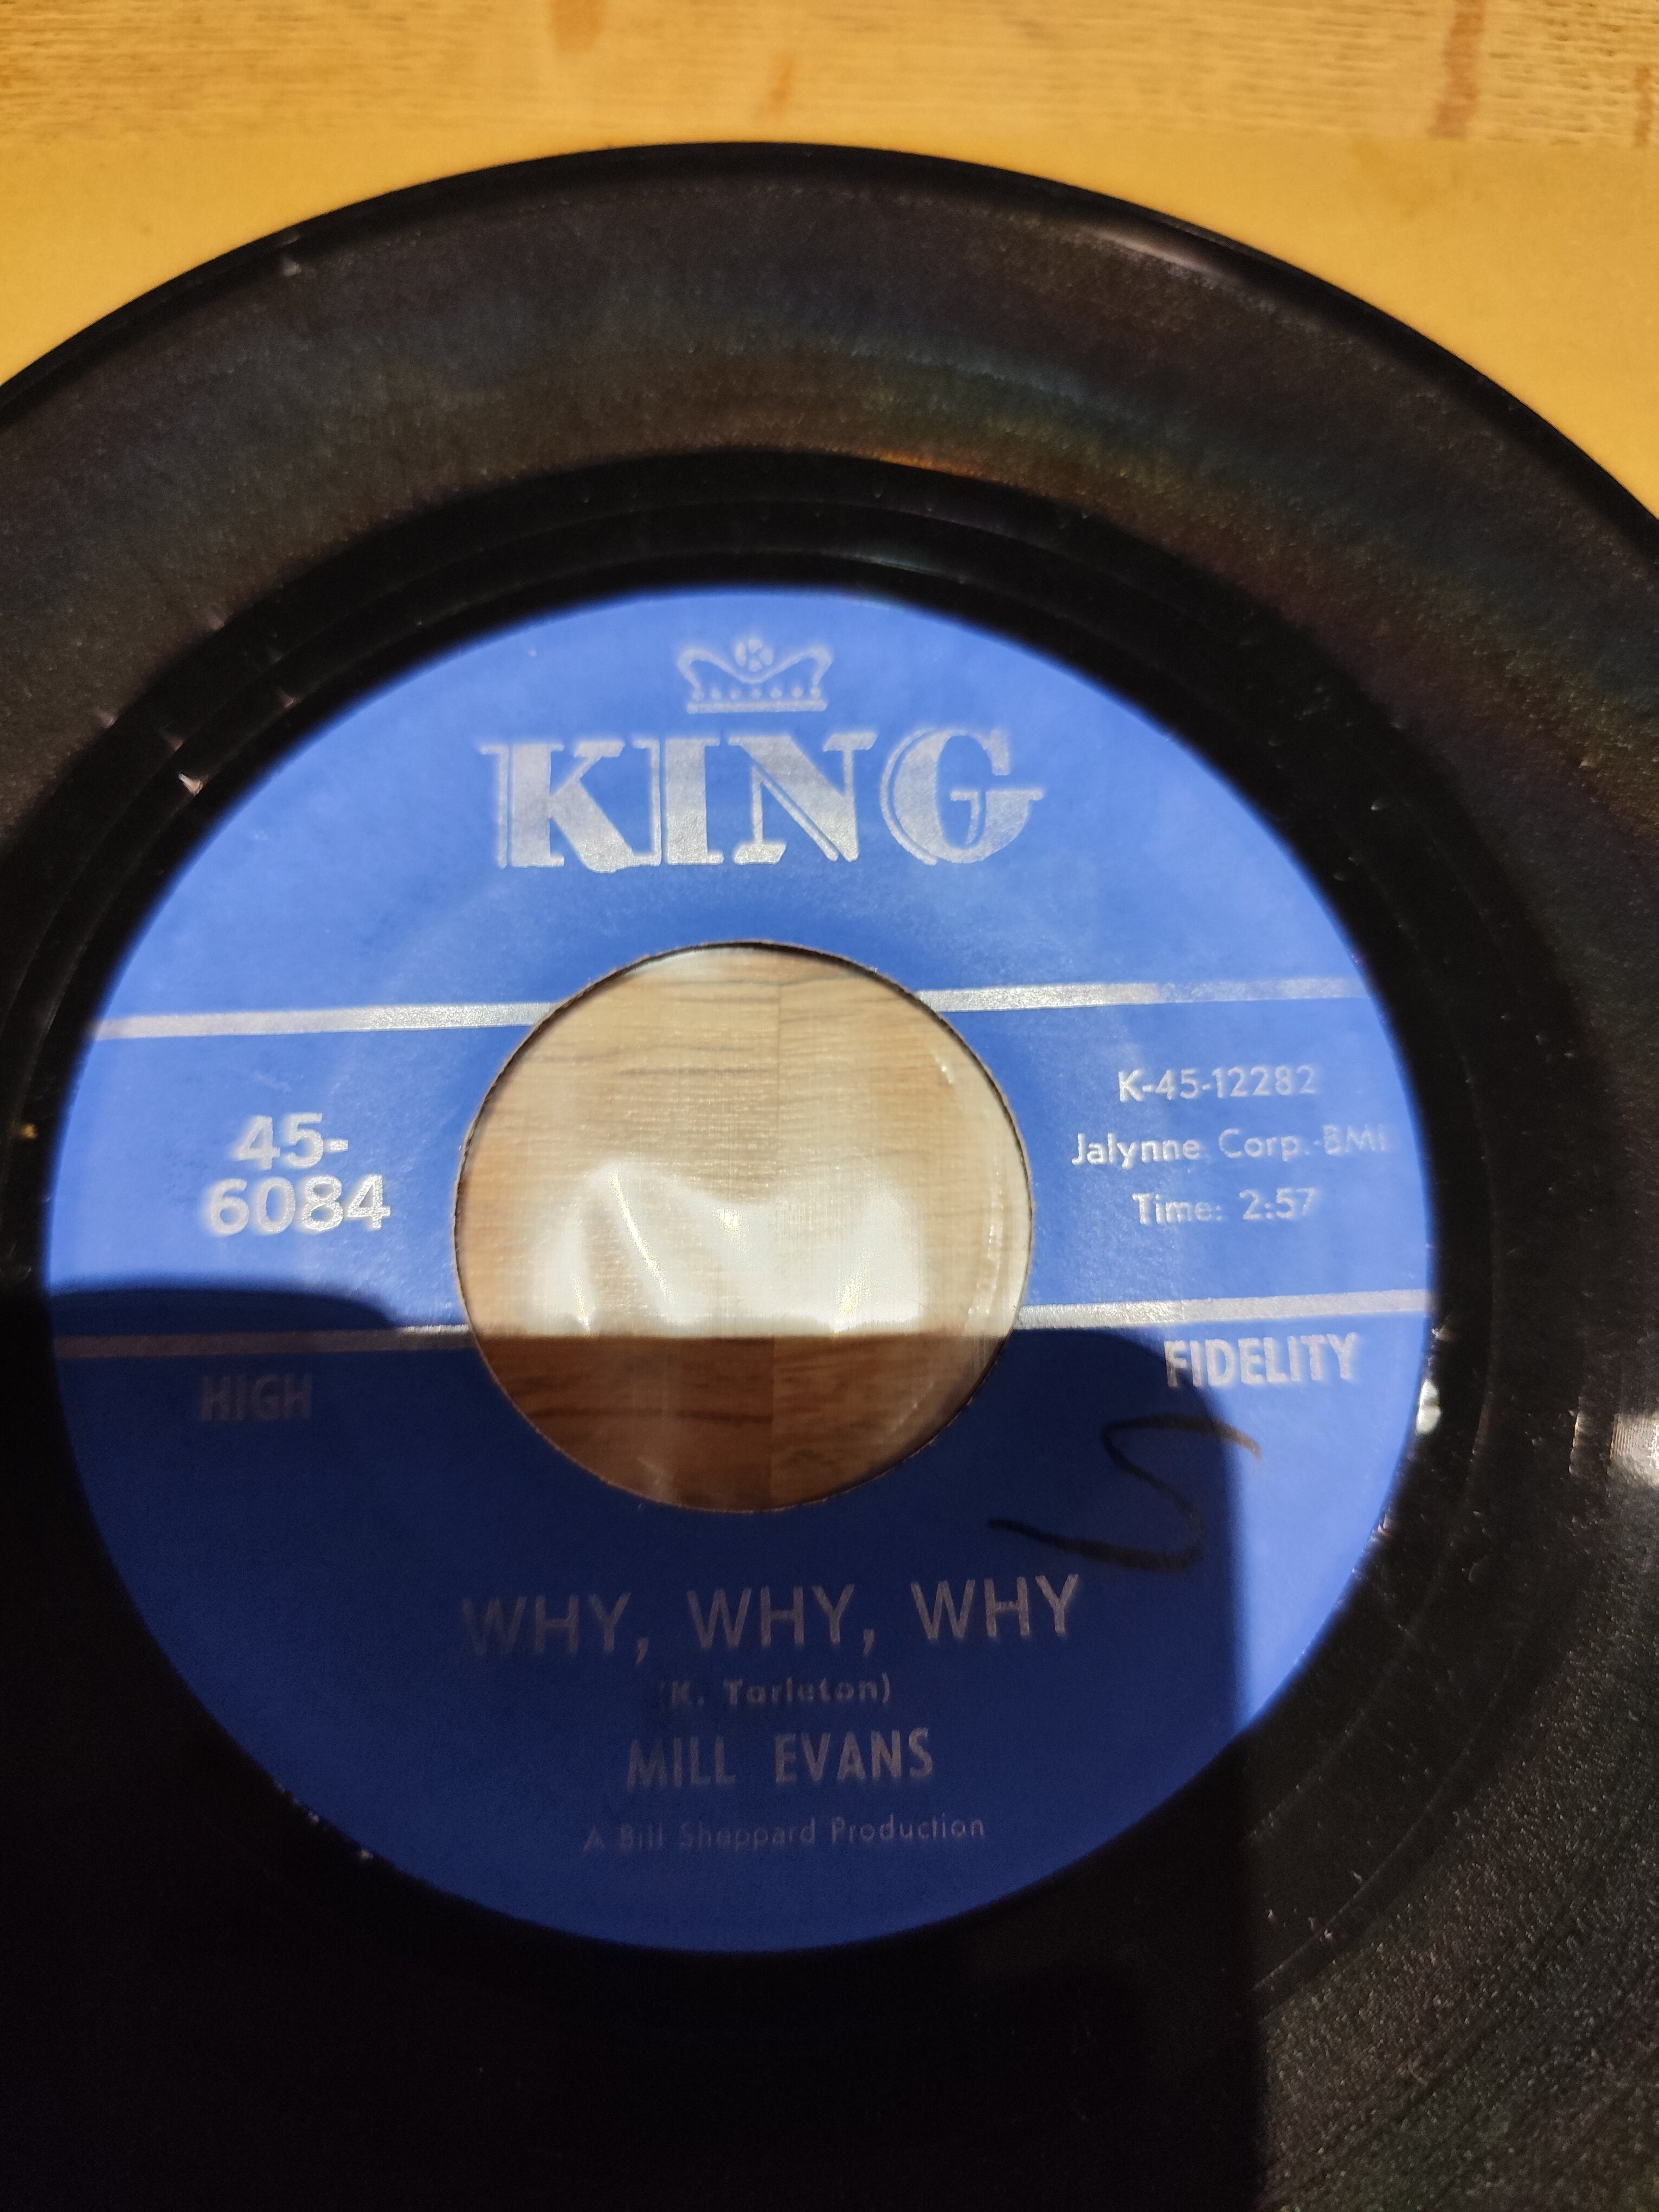 K
KING
45-
6084
K-45-12282
Jalynne Corp.-BMI
Time: 2:57
HIGH
FIDELITY
WHY, WHY, WHY
(K. Tarleton)
MILL EVANS
A Bill Sheppard Production